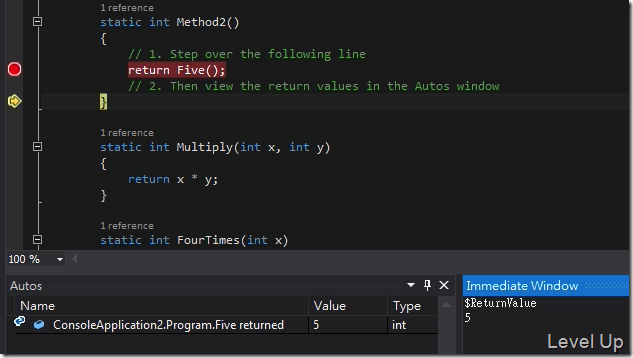 1 reference
static int Method2()
{
// 1. Step over the following line
return Five();
// 2. Then view the return values in the Autos window
}
1 reference
static int Multiply(int x, int y)
{
return x * y;
}
1 reference
static int FourTimes(int x)
100 %
Autos
Name Value Type
ConsoleApplication2.Program.Five returned 5 int
Immediate Window
$ReturnValue
5
Level Up